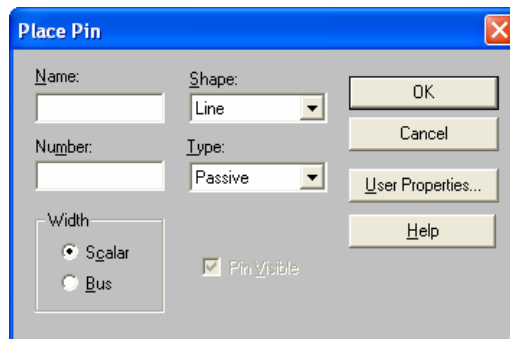 Place Pin
Name:
Shape:
Line
OK
Number:
Type:
Passive
Cancel
User Properties...
Width
Scalar
Bus
Pin Visible
Help